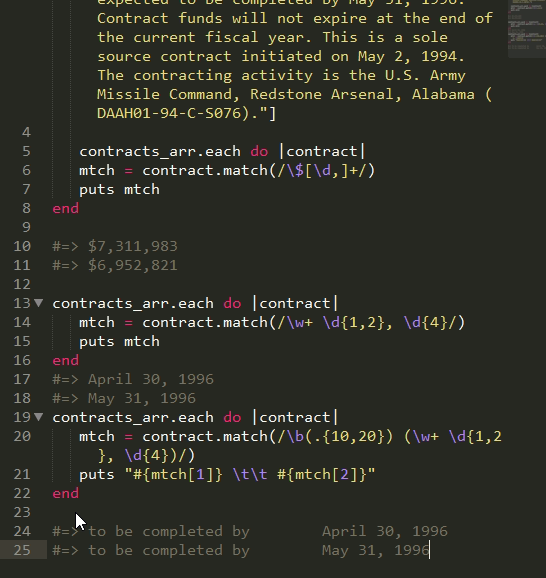 expected to be completed by May 31, 1996.
Contract funds will not expire at the end of
the current fiscal year. This is a sole
source contract initiated on May 2, 1994.
The contracting activity is the U.S. Army
Missile Command, Redstone Arsenal, Alabama (
DAAH01-94-C-S076)."]
4
5 contracts_arr.each do |contract|
6 mtch = contract.match(/\$[\d,]+/)
7 puts mtch
8 end
9
10 #=> $7,311,983
11 #=> $6,952,821
12
13 contracts_arr.each do |contract|
14 mtch = contract.match(/\w+ \d{1,2}, \d{4}/)
15 puts mtch
16 end
17 #=> April 30, 1996
18 #=> May 31, 1996
19 contracts_arr.each do |contract|
20 mtch = contract.match(/\b(.{10,20}) (\w+ \d{1,2
}, \d{4})/)
21 puts "#{mtch[1]} \t\t #{mtch[2]}"
22 end
23
24 #=> to be completed by April 30, 1996
25 #=> to be completed by May 31, 1996